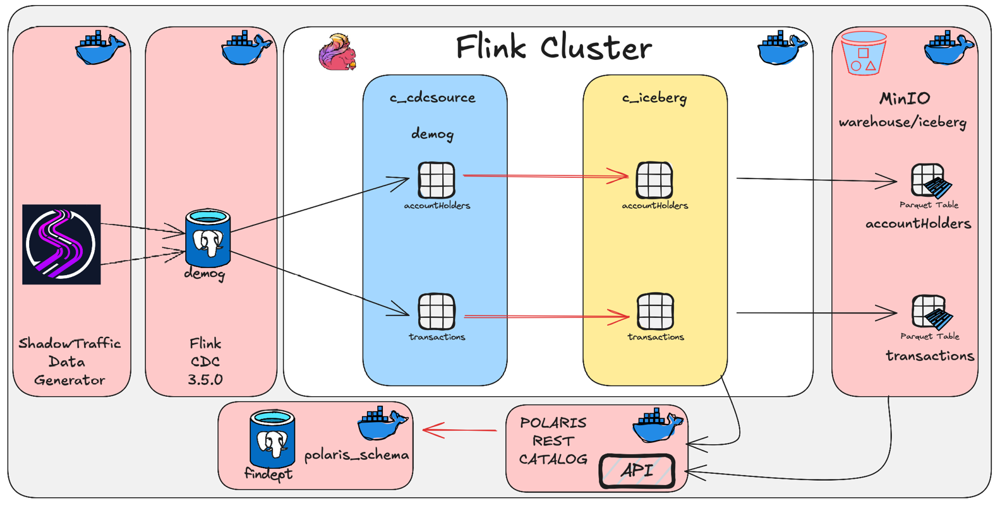 Flink Cluster
ShadowTraffic
Data
Generator
demog
Flink
CDC
3.5.0
c_cdcsource
demog
accountHolders
transactions
c_iceberg
accountHolders
transactions
MinIO
warehouse/iceberg
Parquet Table
accountHolders
Parquet Table
transactions
findept
polaris_schema
POLARIS
REST
CATALOG
API